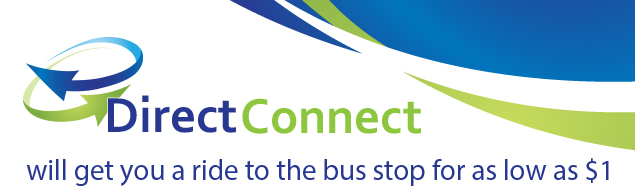 DirectConnect
will get you a ride to the bus stop for as low as $1